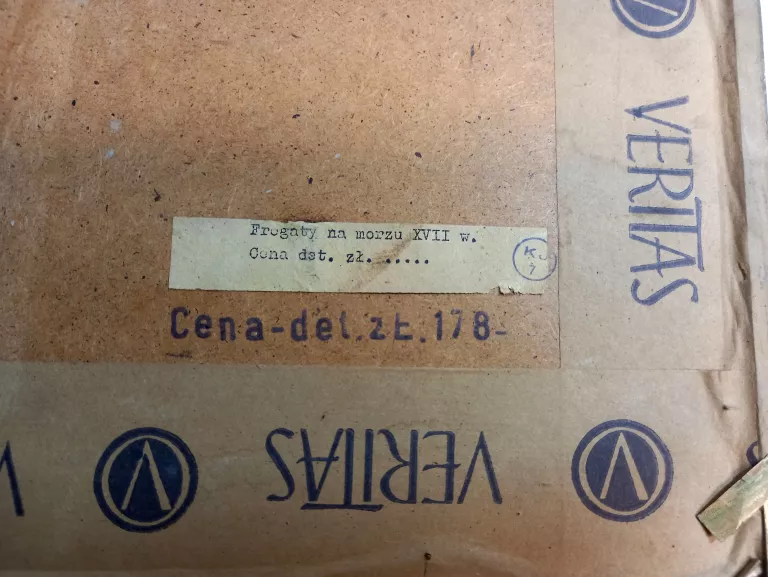 VERITAS
Fregaty na morzu XVII w.
Cena det. zł. .....
Cena-det.zł.178-
VERITAS